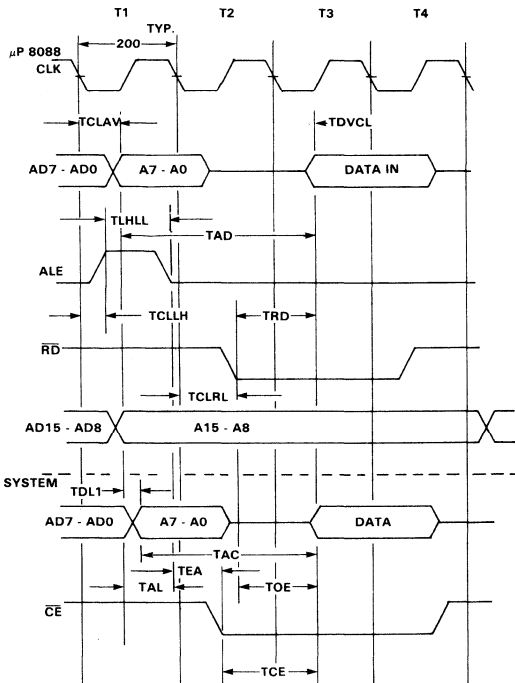 T1 T2 T3 T4
TYP.
200
μP 8088
CLK
TCLAV TDVCL
AD7 - AD0 A7 - A0 DATA IN
TLHLL
TAD
ALE
TCLLH TRD
RD
TCLRL
AD15 - AD8 A15 - A8
SYSTEM
TDL1
AD7 - AD0 A7 - A0 DATA
TAC
TEA
TAL TOE
CE
TCE